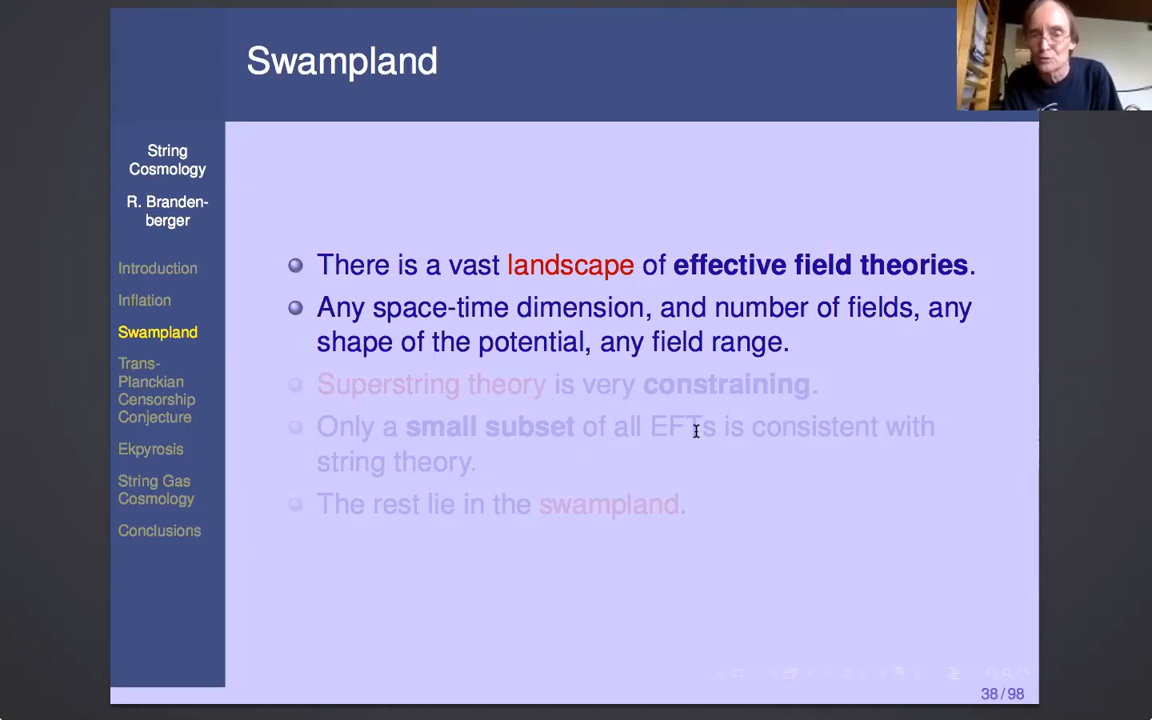 Swampland
String
Cosmology
R. Branden-
berger
Introduction
Inflation
Swampland
Trans-
Planckian
Censorship
Conjecture
Ekpyrosis
String Gas
Cosmology
Conclusions
There is a vast landscape of effective field theories.
Any space-time dimension, and number of fields, any
shape of the potential, any field range.
Superstring theory is very constraining.
Only a small subset of all EFTs is consistent with
string theory.
The rest lie in the swampland.
38/98